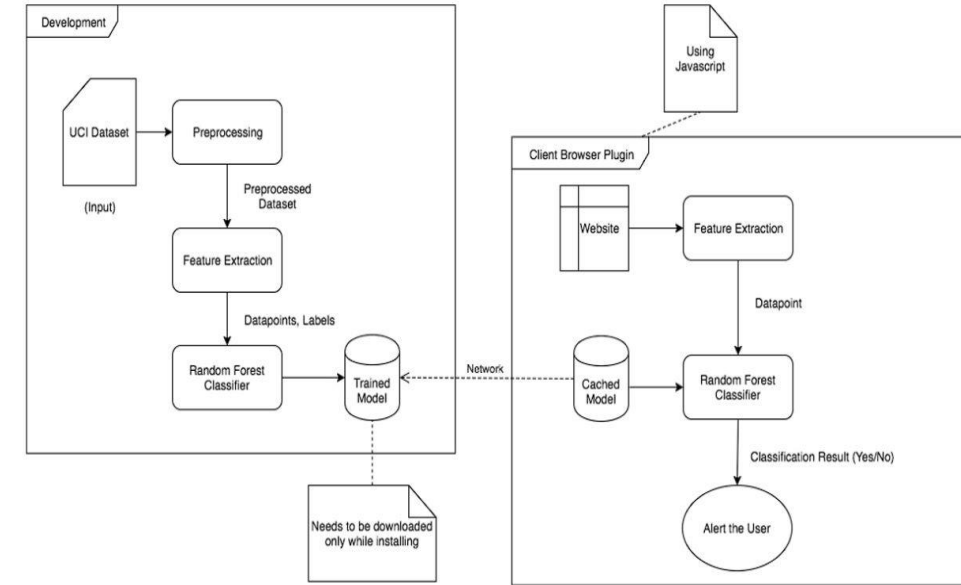 Development
UCI Dataset
(Input)
Preprocessing
Preprocessed
Dataset
Feature Extraction
Datapoints, Labels
Random Forest
Classifier
Trained
Model
Needs to be downloaded
only while installing
Network
Using
Javascript
Client Browser Plugin
Website
Feature Extraction
Datapoint
Cached
Model
Random Forest
Classifier
Classification Result (Yes/No)
Alert the User